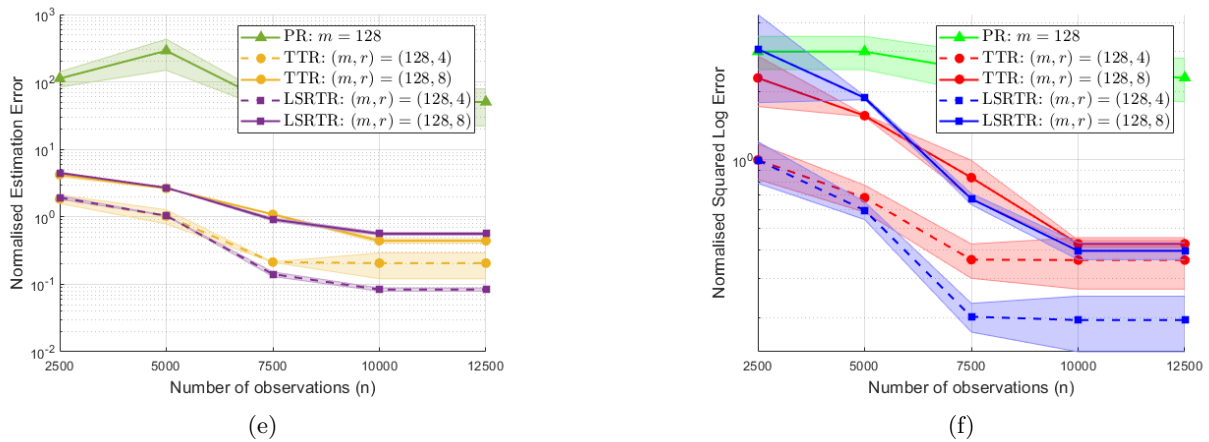 10^3
10^2
10^1
10^0
10^-1
10^-2
Normalised Estimation Error
PR: m = 128
TTR: (m, r) = (128, 4)
TTR: (m, r) = (128, 8)
LSRTR: (m, r) = (128, 4)
LSRTR: (m, r) = (128, 8)
2500 5000 7500 10000 12500
Number of observations (n)
(e)
10^0
Normalised Squared Log Error
PR: m = 128
TTR: (m, r) = (128, 4)
TTR: (m, r) = (128, 8)
LSRTR: (m, r) = (128, 4)
LSRTR: (m, r) = (128, 8)
2500 5000 7500 10000 12500
Number of observations (n)
(f)